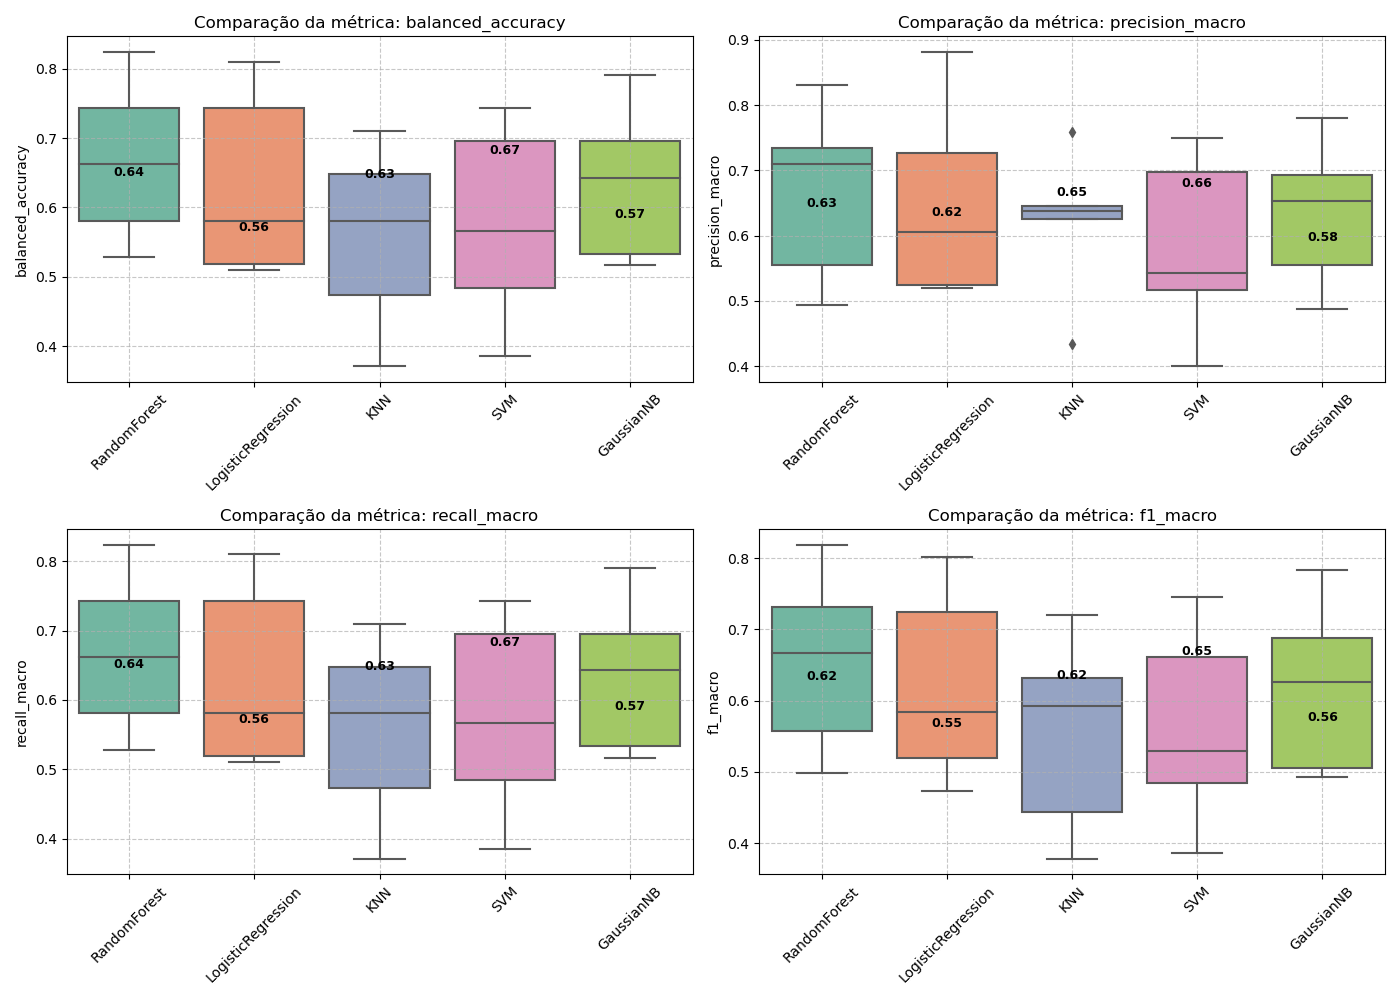 Comparação da métrica: balanced_accuracy
balanced_accuracy
0.8
0.7
0.6
0.5
0.4
0.64
0.56
0.63
0.67
0.57
RandomForest
LogisticRegression
KNN
SVM
GaussianNB
Comparação da métrica: precision_macro
precision_macro
0.9
0.8
0.7
0.6
0.5
0.4
0.63
0.62
0.65
0.66
0.58
RandomForest
LogisticRegression
KNN
SVM
GaussianNB
Comparação da métrica: recall_macro
recall_macro
0.8
0.7
0.6
0.5
0.4
0.64
0.56
0.63
0.67
0.57
RandomForest
LogisticRegression
KNN
SVM
GaussianNB
Comparação da métrica: f1_macro
f1_macro
0.8
0.7
0.6
0.5
0.4
0.62
0.55
0.62
0.65
0.56
RandomForest
LogisticRegression
KNN
SVM
GaussianNB